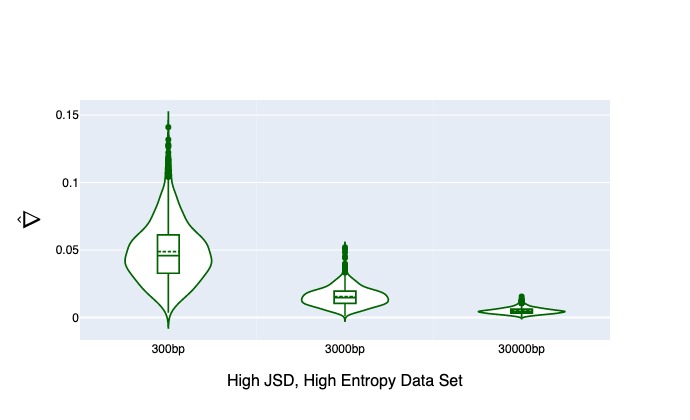 0.15
0.1
0.05
0
Δ̂
300bp
3000bp
30000bp
High JSD, High Entropy Data Set